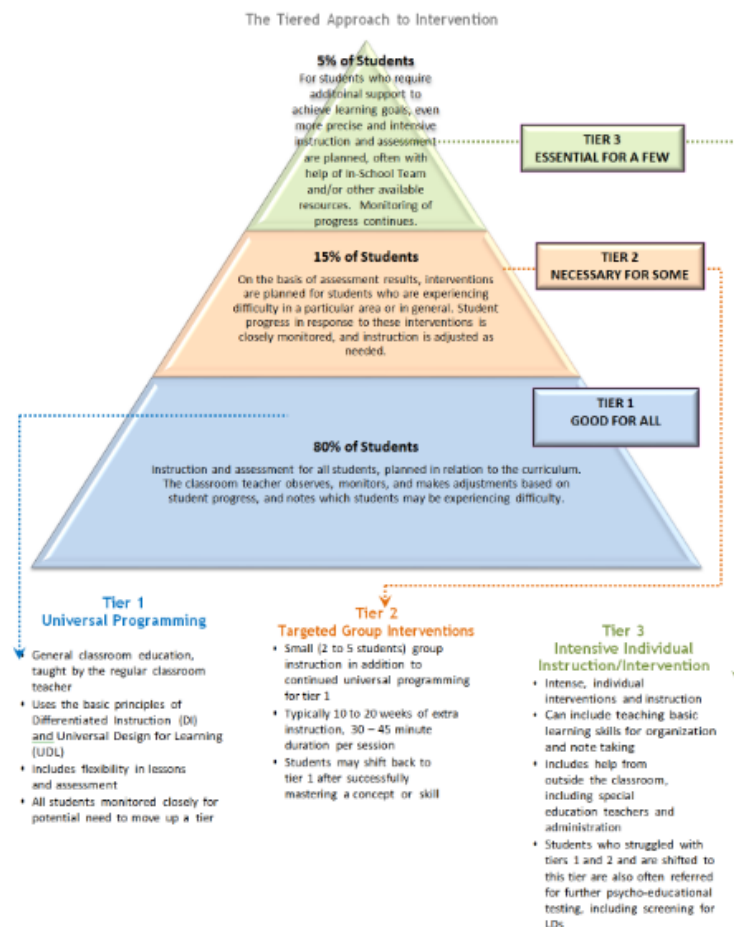 The Tiered Approach to Intervention
5% of Students
For students who require
additoinal support to
achieve learning goals, even
more precise and intensive
instruction and assessment
are planned, often with
help of In-School Team
and/or other available
resources. Monitoring of
progress continues.
TIER 3
ESSENTIAL FOR A FEW
15% of Students
On the basis of assessment results, interventions
are planned for students who are experiencing
difficulty in a particular area or in general. Student
progress in response to these interventions is
closely monitored, and instruction is adjusted as
needed.
TIER 2
NECESSARY FOR SOME
TIER 1
GOOD FOR ALL
80% of Students
Instruction and assessment for all students, planned in relation to the curriculum.
The classroom teacher observes, monitors, and makes adjustments based on
student progress, and notes which students may be experiencing difficulty.
Tier 1
Universal Programming
General classroom education,
taught by the regular classroom
teacher
• Uses the basic principles of
Differentiated Instruction (DI)
and Universal Design for Learning
(UDL)
• Includes flexibility in lessons
and assessment
• All students monitored closely for
potential need to move up a tier
Tier 2
Targeted Group Interventions
• Small (2 to 5 students) group
instruction in addition to
continued universal programming
for tier 1
• Typically 10 to 20 weeks of extra
instruction, 30 – 45 minute
duration per session
• Students may shift back to
tier 1 after successfully
mastering a concept or skill
Tier 3
Intensive Individual
Instruction/Intervention
• Intense, individual
interventions and instruction
• Can include teaching basic
learning skills for organization
and note taking
• Includes help from
outside the classroom,
including special
education teachers and
administration
• Students who struggled with
tiers 1 and 2 and are shifted to
this tier are also often referred
for further psycho-educational
testing, including screening for
LDs